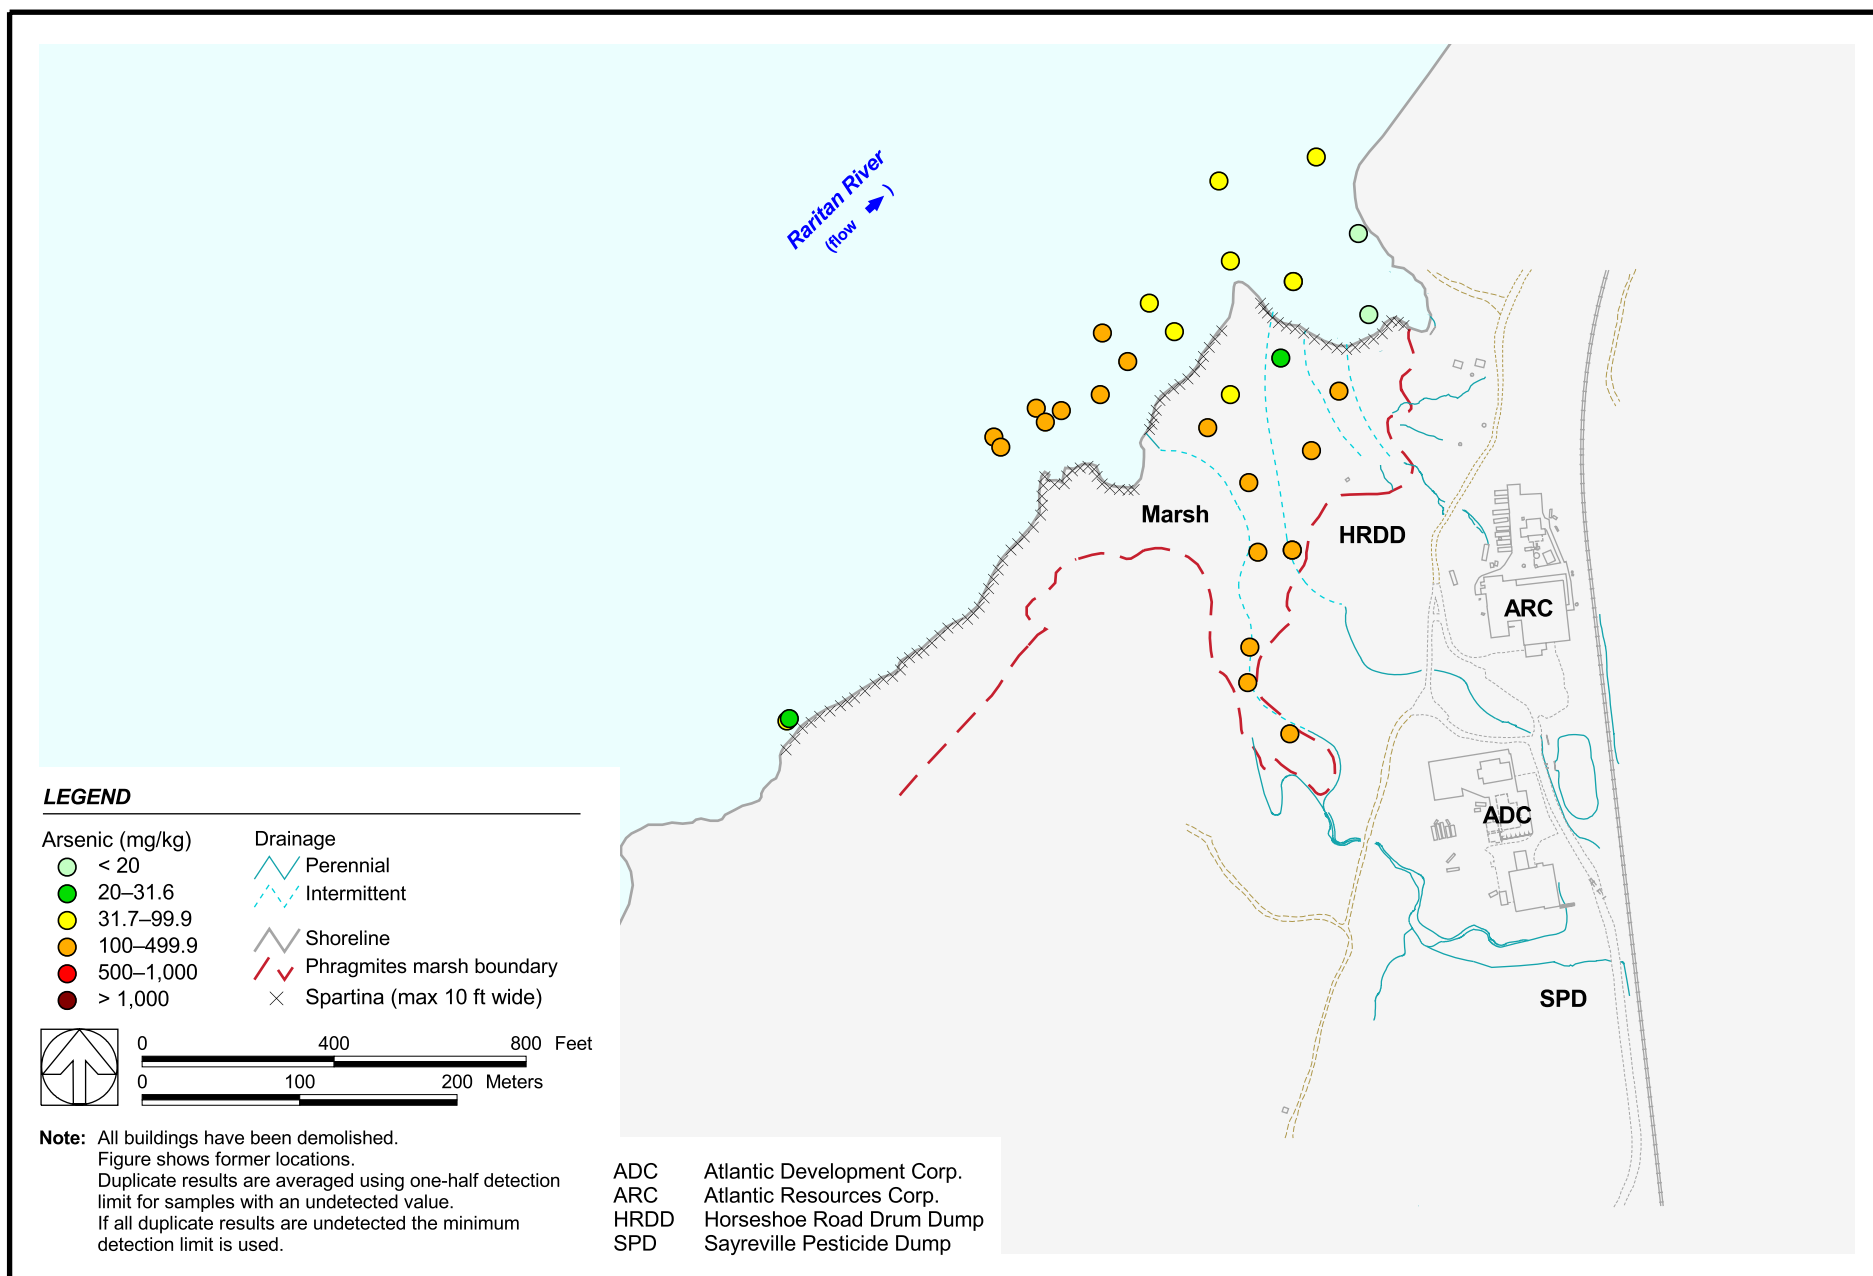 Raritan River
(flow )
Marsh
HRDD
ARC
ADC
SPD
LEGEND
Arsenic (mg/kg)
< 20
20–31.6
31.7–99.9
100–499.9
500–1,000
> 1,000
Drainage
Perennial
Intermittent
Shoreline
Phragmites marsh boundary
Spartina (max 10 ft wide)
0 400 800 Feet
0 100 200 Meters
Note: All buildings have been demolished.
Figure shows former locations.
Duplicate results are averaged using one-half detection
limit for samples with an undetected value.
If all duplicate results are undetected the minimum
detection limit is used.
ADC Atlantic Development Corp.
ARC Atlantic Resources Corp.
HRDD Horseshoe Road Drum Dump
SPD Sayreville Pesticide Dump